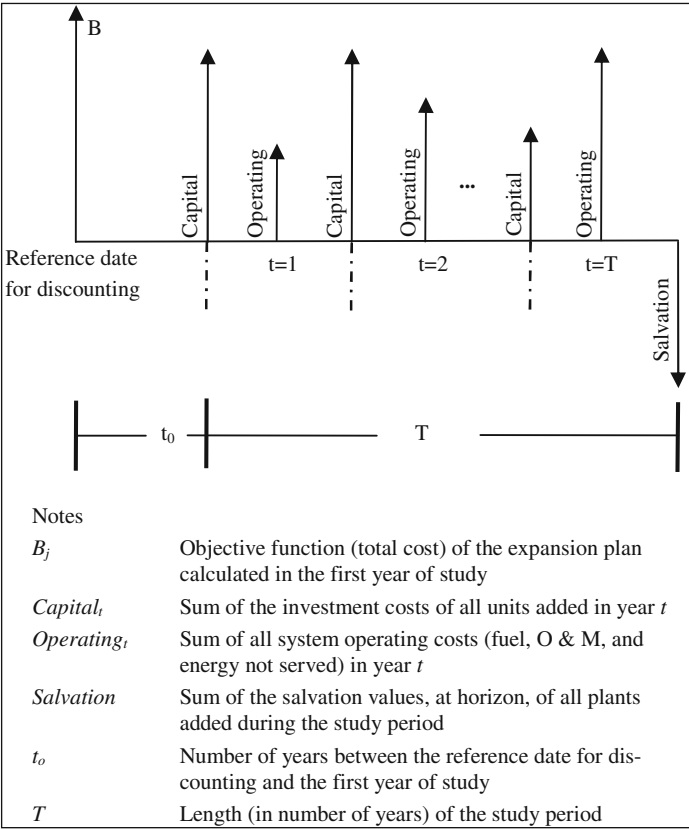 B
Capital
Operating
Capital
Operating
...
Capital
Operating
Reference date
for discounting
t=1
t=2
t=T
Salvation
t₀
T
Notes
B_j Objective function (total cost) of the expansion plan
calculated in the first year of study
Capital_t Sum of the investment costs of all units added in year t
Operating_t Sum of all system operating costs (fuel, O & M, and
energy not served) in year t
Salvation Sum of the salvation values, at horizon, of all plants
added during the study period
t_o Number of years between the reference date for dis-
counting and the first year of study
T Length (in number of years) of the study period